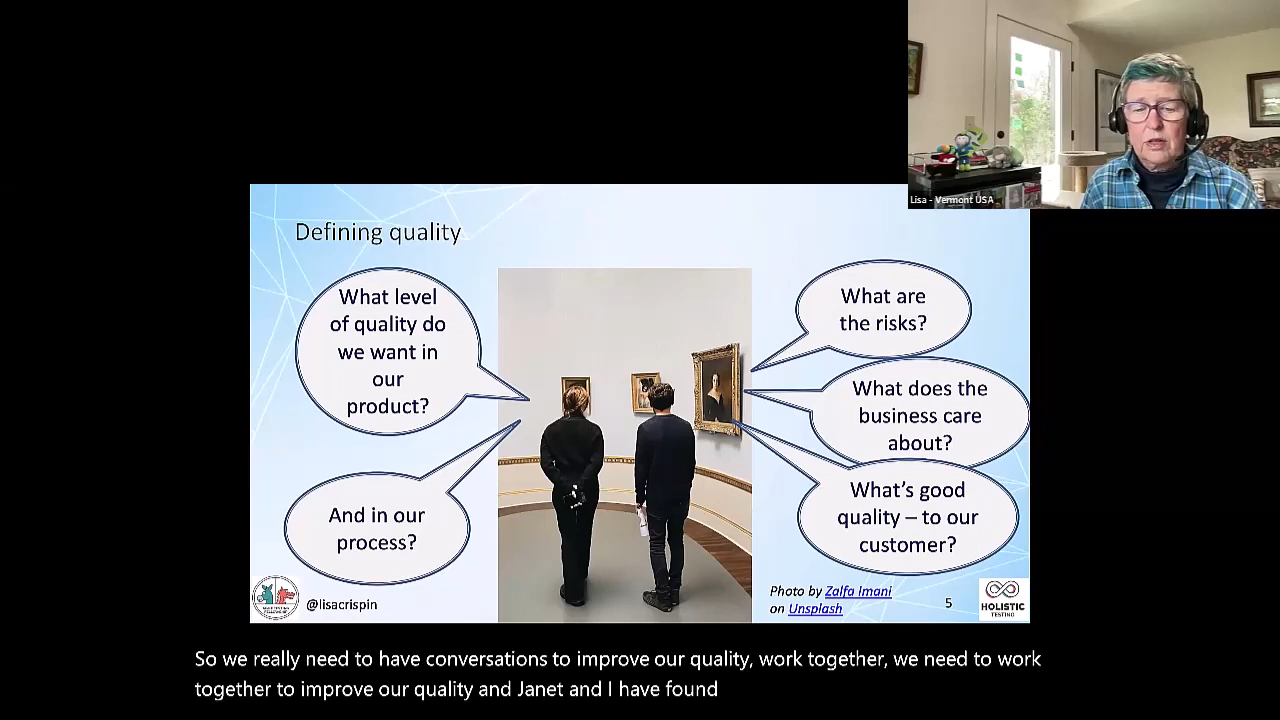 Lisa - Vermont USA
Defining quality
What level
of quality do
we want in
our
product?
And in our
process?
What are
the risks?
What does the
business care
about?
What's good
quality – to our
customer?
Photo by Zalfa Imani
on Unsplash
@lisacrispin
5
HOLISTIC
TESTING
So we really need to have conversations to improve our quality, work together, we need to work
together to improve our quality and Janet and I have found